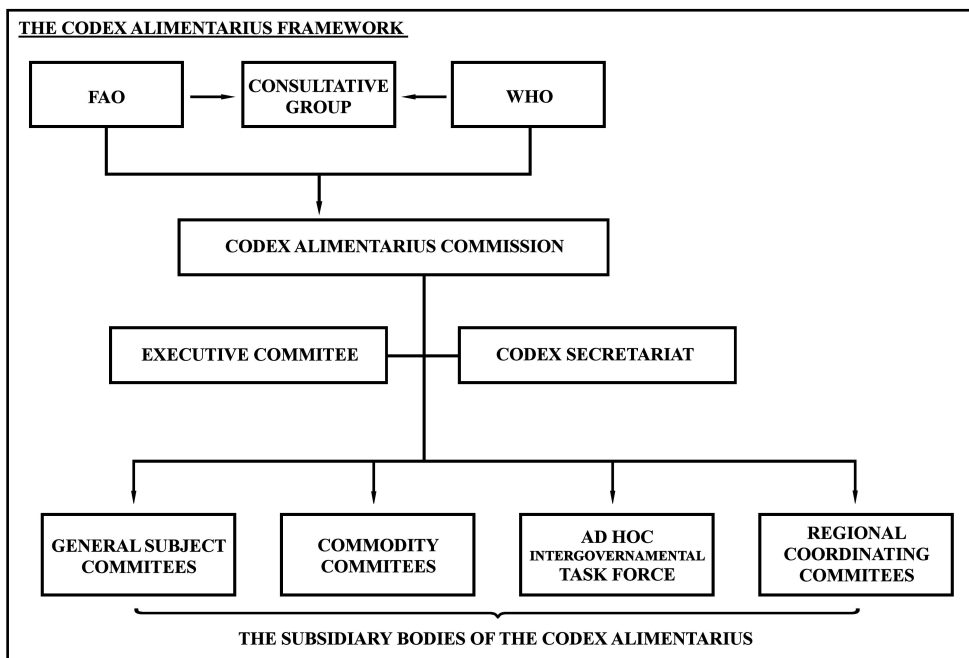 THE CODEX ALIMENTARIUS FRAMEWORK
FAO
CONSULTATIVE
GROUP
WHO
CODEX ALIMENTARIUS COMMISSION
EXECUTIVE COMMITEE
CODEX SECRETARIAT
GENERAL SUBJECT
COMMITEES
COMMODITY
COMMITEES
AD HOC
INTERGOVERNAMENTAL
TASK FORCE
REGIONAL
COORDINATING
COMMITEES
THE SUBSIDIARY BODIES OF THE CODEX ALIMENTARIUS